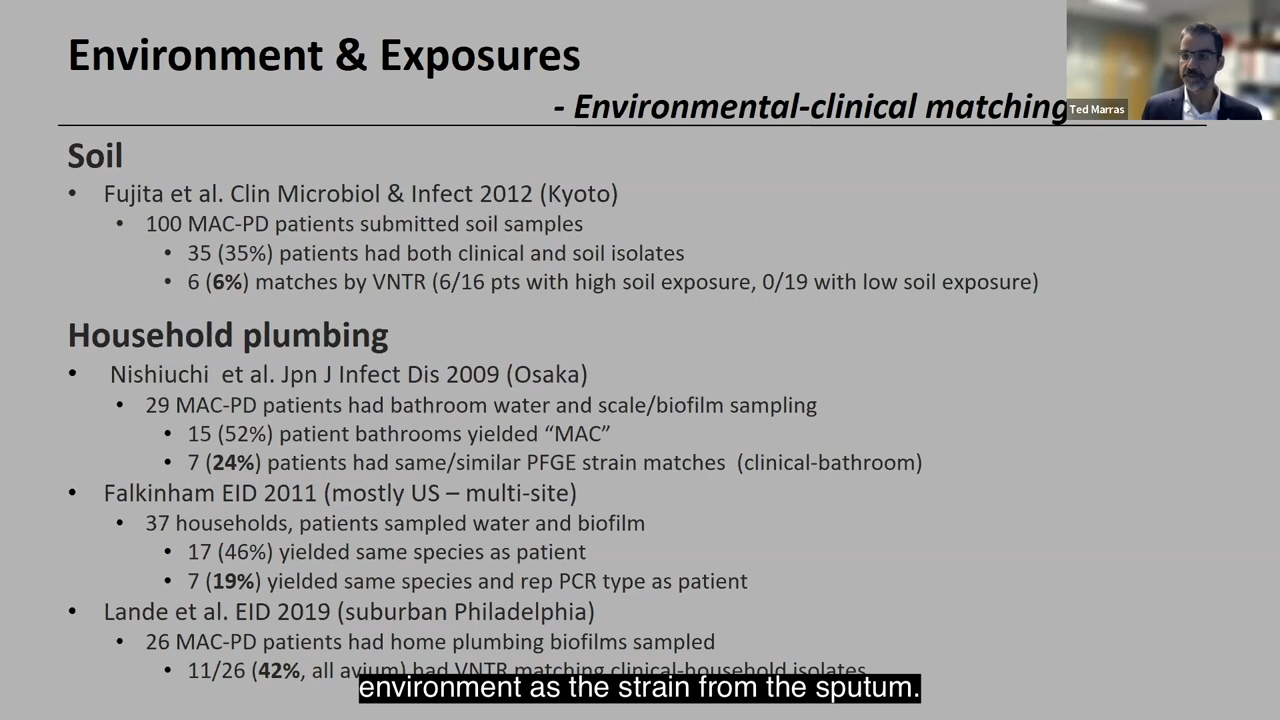 Environment & Exposures
- Environmental-clinical matching
Ted Marras
Soil
• Fujita et al. Clin Microbiol & Infect 2012 (Kyoto)
• 100 MAC-PD patients submitted soil samples
• 35 (35%) patients had both clinical and soil isolates
• 6 (6%) matches by VNTR (6/16 pts with high soil exposure, 0/19 with low soil exposure)
Household plumbing
• Nishiuchi et al. Jpn J Infect Dis 2009 (Osaka)
• 29 MAC-PD patients had bathroom water and scale/biofilm sampling
• 15 (52%) patient bathrooms yielded “MAC”
• 7 (24%) patients had same/similar PFGE strain matches (clinical-bathroom)
• Falkinham EID 2011 (mostly US – multi-site)
• 37 households, patients sampled water and biofilm
• 17 (46%) yielded same species as patient
• 7 (19%) yielded same species and rep PCR type as patient
• Lande et al. EID 2019 (suburban Philadelphia)
• 26 MAC-PD patients had home plumbing biofilms sampled
• 11/26 (42%, all avium) had VNTR matching clinical-household isolates
environment as the strain from the sputum.